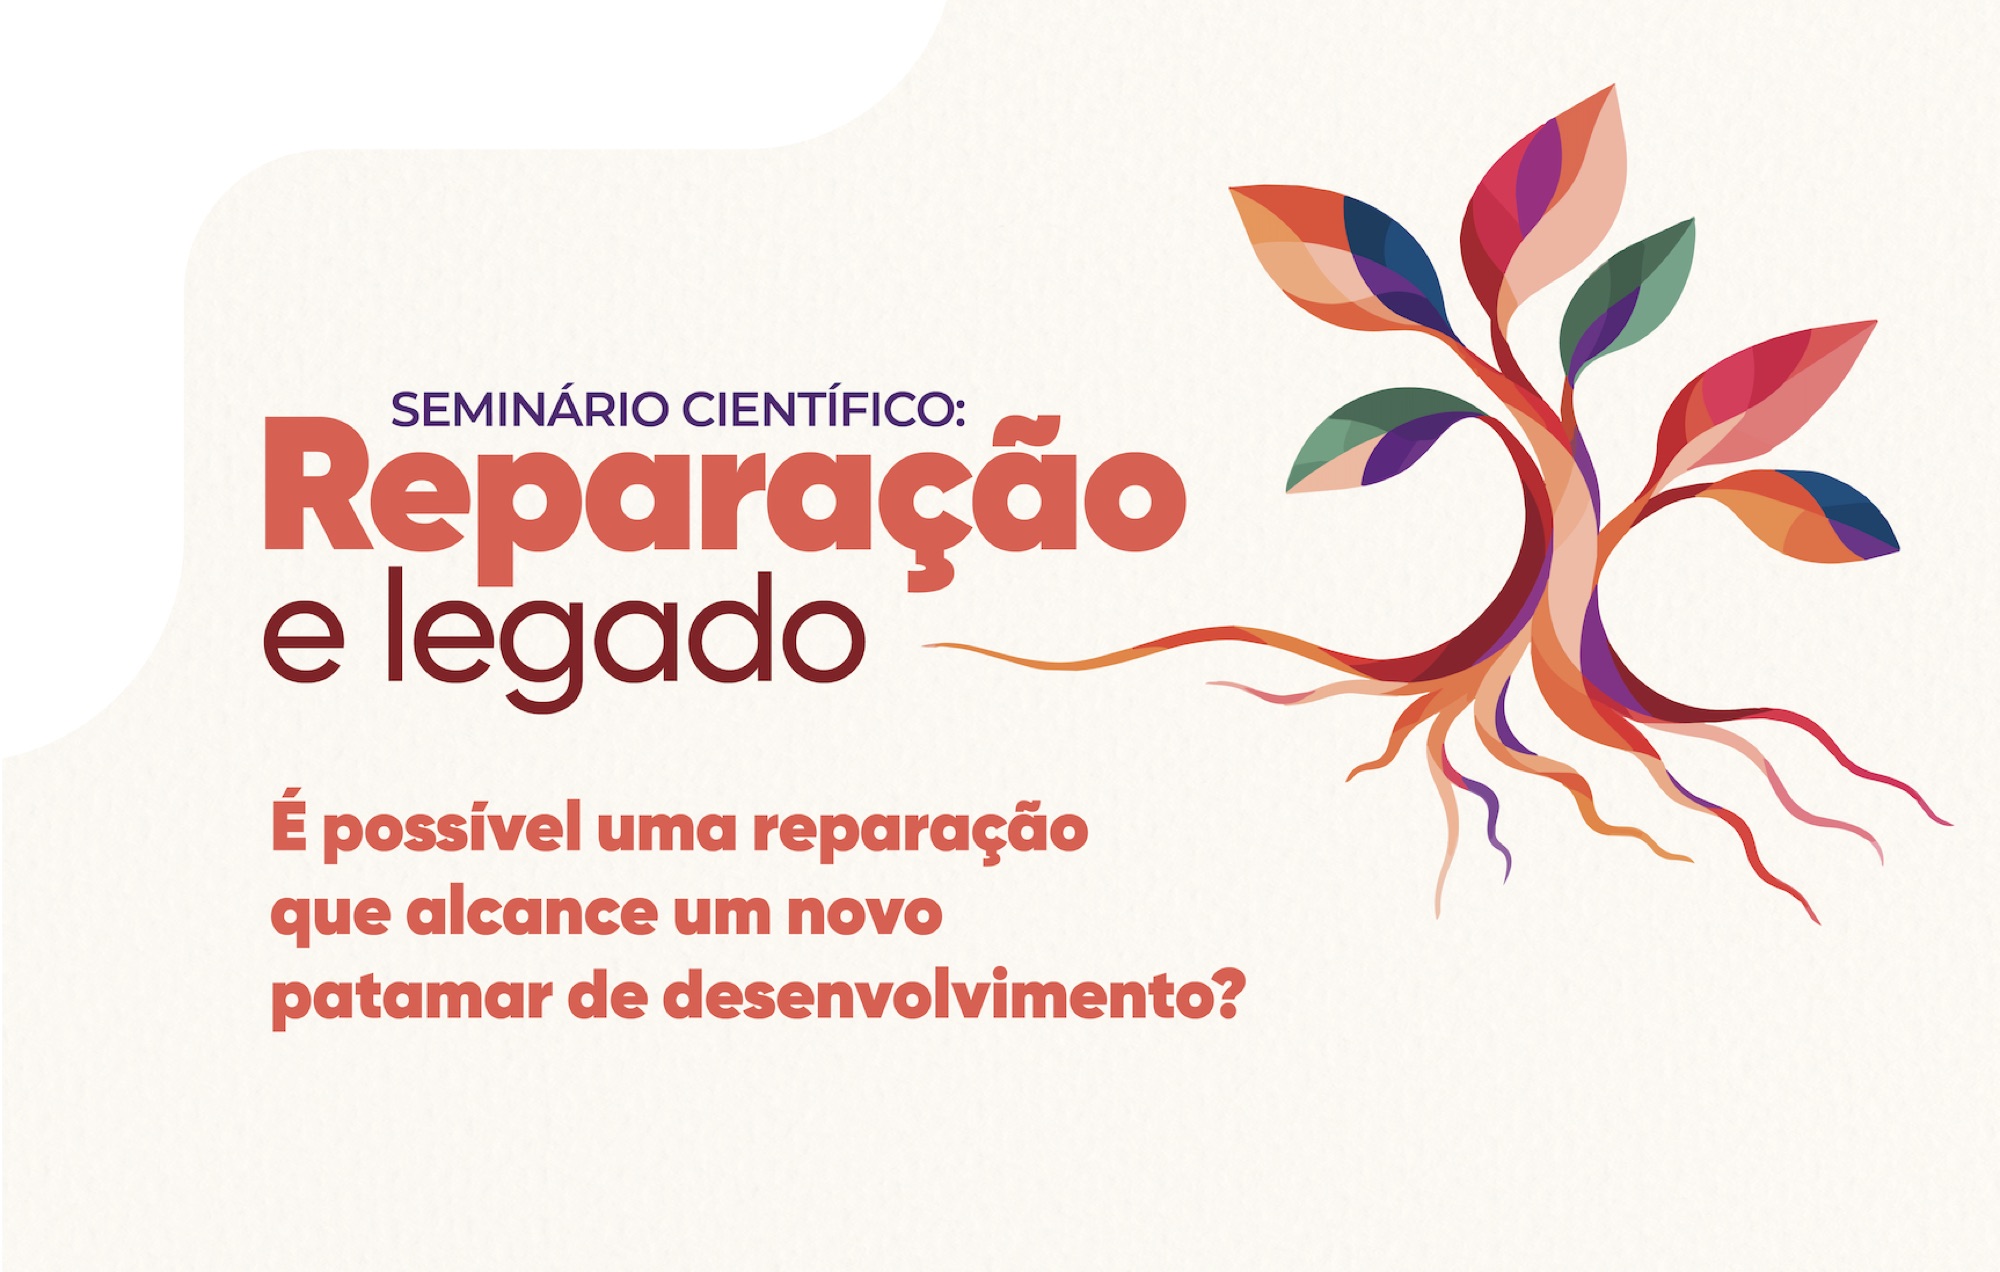 SEMINÁRIO CIENTÍFICO:
Reparação
e legado
É possível uma reparação
que alcance um novo
patamar de desenvolvimento?